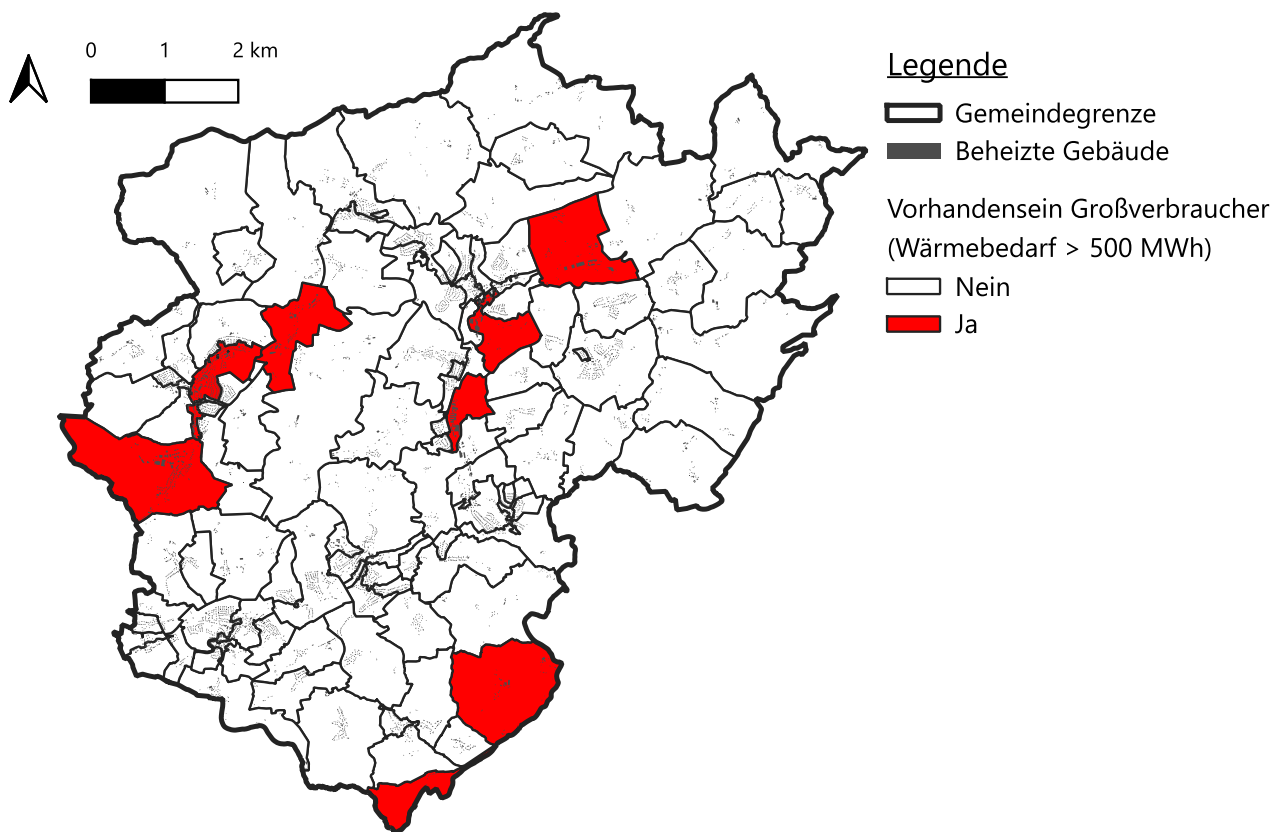 0 1 2 km
Legende
Gemeindegrenze
Beheizte Gebäude
Vorhandensein Großverbraucher
(Wärmebedarf > 500 MWh)
Nein
Ja